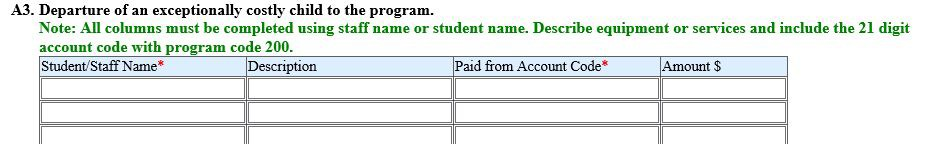 A3. Departure of an exceptionally costly child to the program.
Note: All columns must be completed using staff name or student name. Describe equipment or services and include the 21 digit
account code with program code 200.
Student/Staff Name* Description Paid from Account Code* Amount $